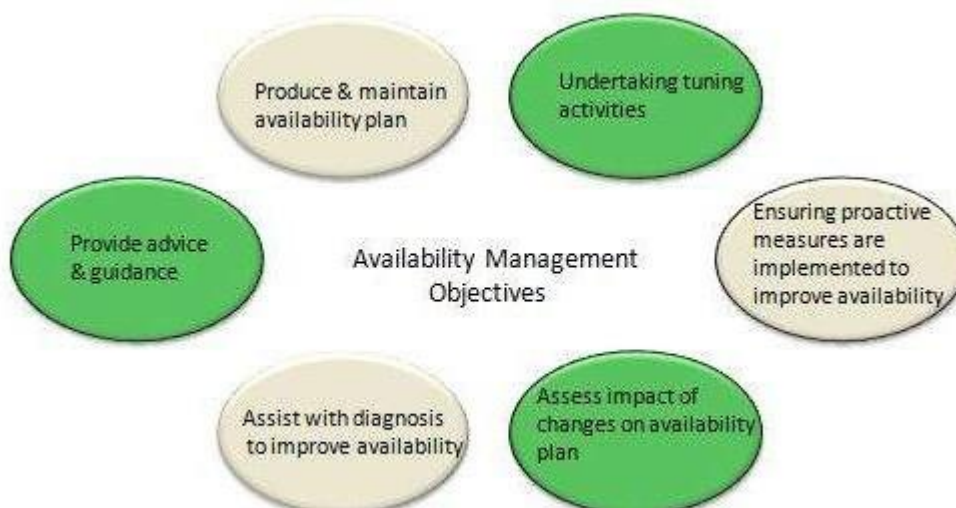 Produce & maintain
availability plan
Undertaking tuning
activities
Provide advice
& guidance
Availability Management
Objectives
Ensuring proactive
measures are
implemented to
improve availability
Assist with diagnosis
to improve availability
Assess impact of
changes on availability
plan